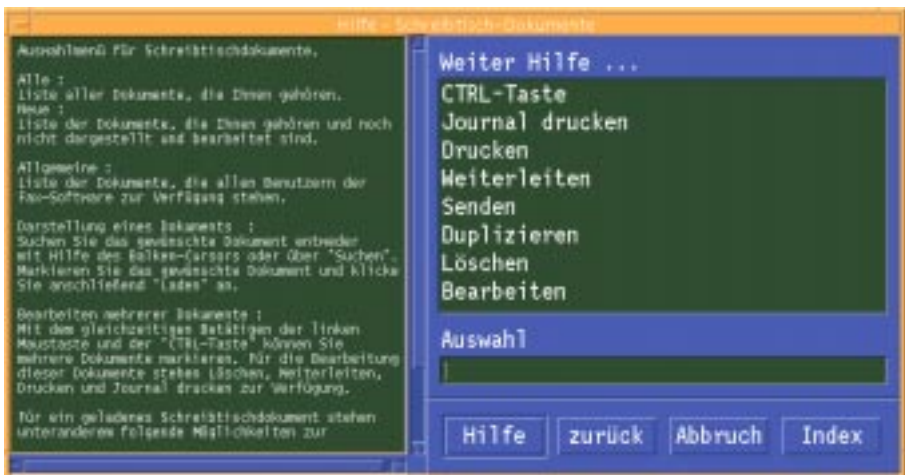 Hilfe - Schreibtisch-Dokumente
Auswahlmenü für Schreibtischdokumente.
Alle :
Liste aller Dokumente, die Ihnen gehören.
Neue :
Liste der Dokumente, die Ihnen gehören und noch
nicht dargestellt und bearbeitet sind.
Allgemeine :
Liste der Dokumente, die allen Benutzern der
Fax-Software zur Verfügung stehen.
Darstellung eines Dokuments :
Suchen Sie das gewünschte Dokument entweder
mit Hilfe des Balken-Cursors oder über "Suchen".
Markieren Sie das gewünschte Dokument und klicke
Sie anschließend "Laden" an.
Bearbeiten mehrerer Dokumente :
Mit dem gleichzeitigen Betätigen der linken
Maustaste und der "CTRL-Taste" können Sie
mehrere Dokumente markieren. Für die Bearbeitung
dieser Dokumente stehen Löschen, Weiterleiten,
Drucken und Journal drucken zur Verfügung.
Für ein geladenes Schreibtischdokument stehen
unteranderem folgende Möglichkeiten zur
Weiter Hilfe ...
CTRL-Taste
Journal drucken
Drucken
Weiterleiten
Senden
Duplizieren
Löschen
Bearbeiten
Auswahl
Hilfe zurück Abbruch Index